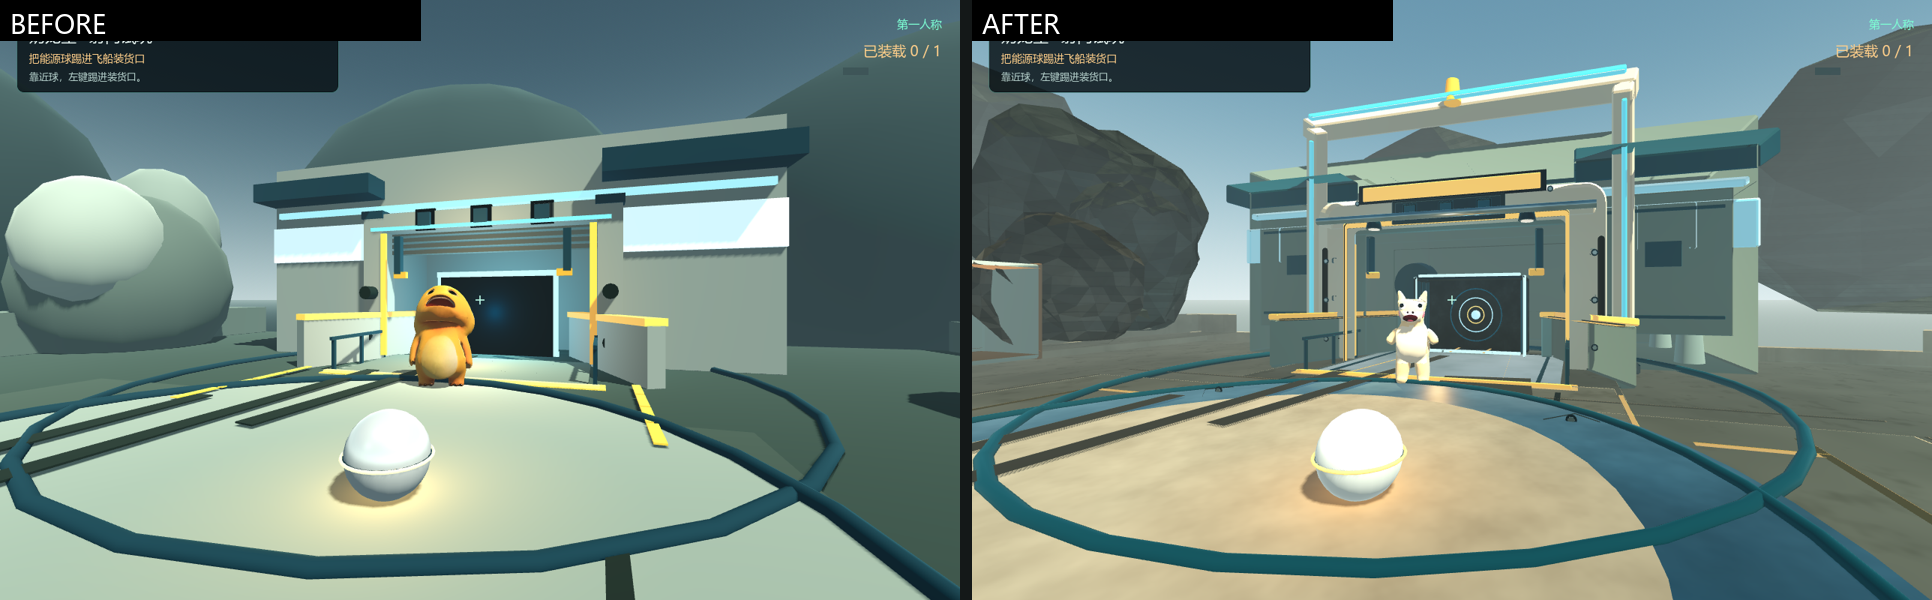 BEFORE
第一人称
已装载 0 / 1
把能源球踢进飞船装货口
靠近球，左键踢进装货口。
AFTER
第一人称
已装载 0 / 1
把能源球踢进飞船装货口
靠近球，左键踢进装货口。